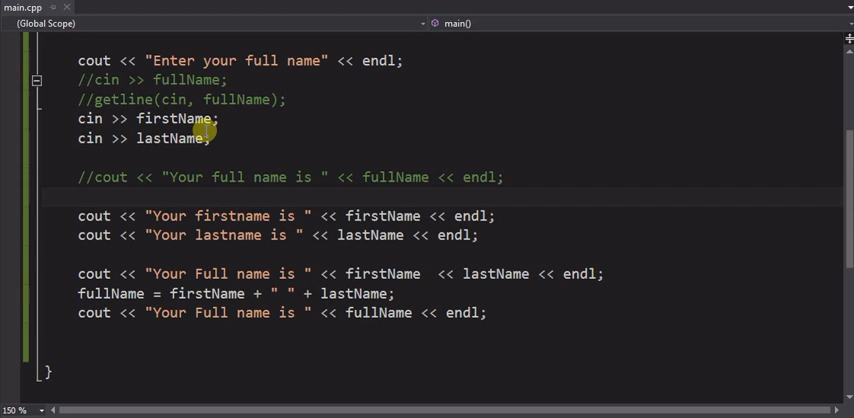 main.cpp
(Global Scope)
main()
cout << "Enter your full name" << endl;
//cin >> fullName;
//getline(cin, fullName);
cin >> firstName;
cin >> lastName;
//cout << "Your full name is " << fullName << endl;
cout << "Your firstname is " << firstName << endl;
cout << "Your lastname is " << lastName << endl;
cout << "Your Full name is " << firstName  << lastName << endl;
fullName = firstName + " " + lastName;
cout << "Your Full name is " << fullName << endl;
}
150 %